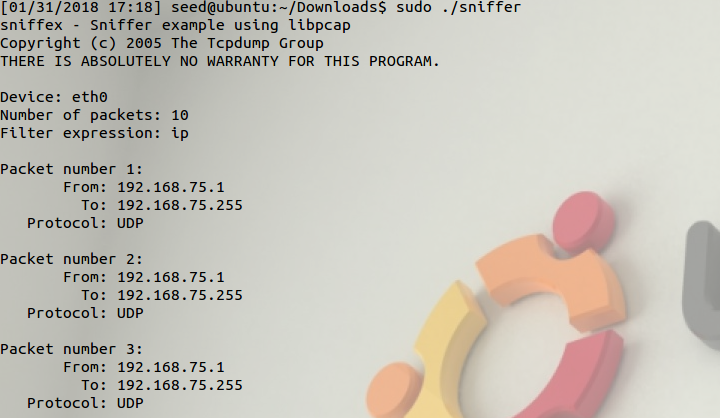 [01/31/2018 17:18] seed@ubuntu:~/Downloads$ sudo ./sniffer
sniffex - Sniffer example using libpcap
Copyright (c) 2005 The Tcpdump Group
THERE IS ABSOLUTELY NO WARRANTY FOR THIS PROGRAM.
Device: eth0
Number of packets: 10
Filter expression: ip
Packet number 1:
From: 192.168.75.1
To: 192.168.75.255
Protocol: UDP
Packet number 2:
From: 192.168.75.1
To: 192.168.75.255
Protocol: UDP
Packet number 3:
From: 192.168.75.1
To: 192.168.75.255
Protocol: UDP